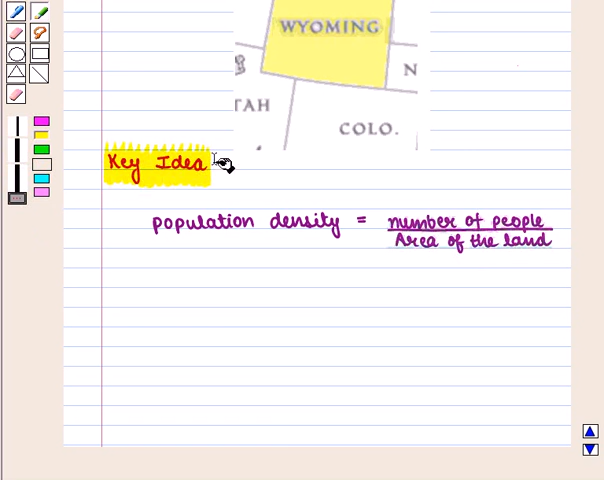 WYOMING
N
TAH
COLO.
Key Idea
population density = number of people
Area of the land